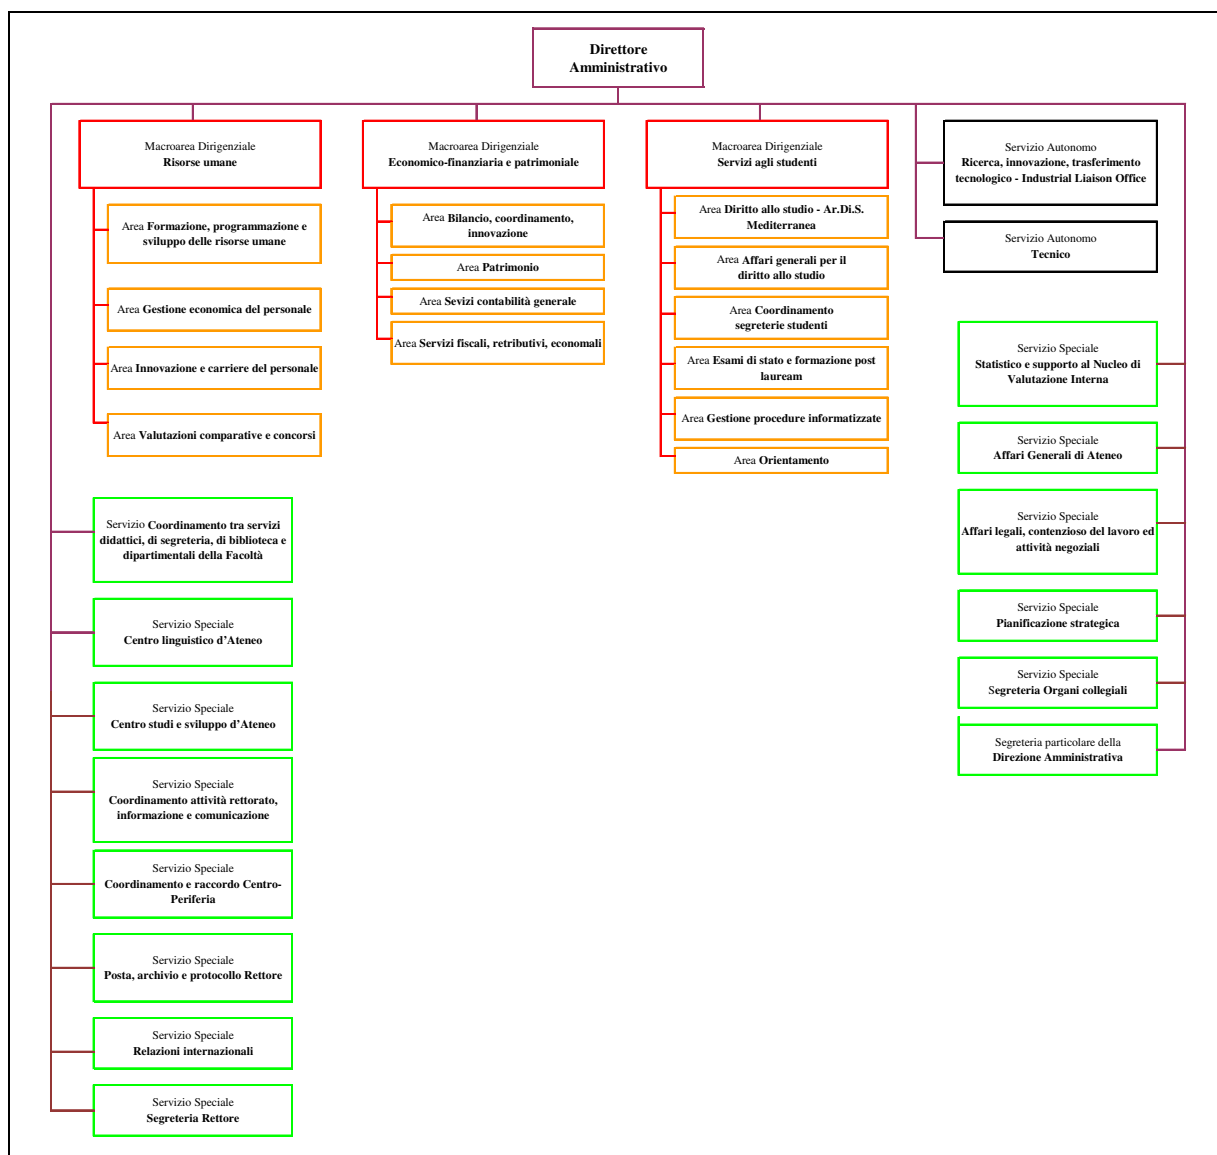 Direttore
Amministrativo
Macroarea Dirigenziale
Risorse umane
Area Formazione, programmazione e
sviluppo delle risorse umane
Area Gestione economica del personale
Area Innovazione e carriere del personale
Area Valutazioni comparative e concorsi
Macroarea Dirigenziale
Economico-finanziaria e patrimoniale
Area Bilancio, coordinamento,
innovazione
Area Patrimonio
Area Sevizi contabilità generale
Area Servizi fiscali, retributivi, economali
Macroarea Dirigenziale
Servizi agli studenti
Area Diritto allo studio - Ar.Di.S.
Mediterranea
Area Affari generali per il
diritto allo studio
Area Coordinamento
segreterie studenti
Area Esami di stato e formazione post
lauream
Area Gestione procedure informatizzate
Area Orientamento
Servizio Autonomo
Ricerca, innovazione, trasferimento
tecnologico - Industrial Liaison Office
Servizio Autonomo
Tecnico
Servizio Speciale
Statistico e supporto al Nucleo di
Valutazione Interna
Servizio Speciale
Affari Generali di Ateneo
Servizio Speciale
Affari legali, contenzioso del lavoro ed
attività negoziali
Servizio Speciale
Pianificazione strategica
Servizio Speciale
Segreteria Organi collegiali
Segreteria particolare della
Direzione Amministrativa
Servizio Coordinamento tra servizi
didattici, di segreteria, di biblioteca e
dipartimentali della Facoltà
Servizio Speciale
Centro linguistico d’Ateneo
Servizio Speciale
Centro studi e sviluppo d’Ateneo
Servizio Speciale
Coordinamento attività rettorato,
informazione e comunicazione
Servizio Speciale
Coordinamento e raccordo Centro-
Periferia
Servizio Speciale
Posta, archivio e protocollo Rettore
Servizio Speciale
Relazioni internazionali
Servizio Speciale
Segreteria Rettore